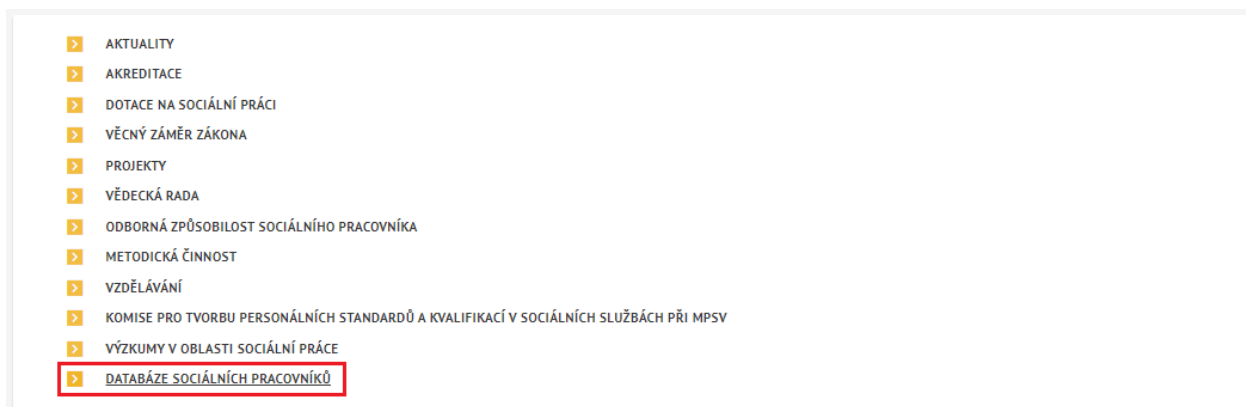 AKTUALITY
AKREDITACE
DOTACE NA SOCIÁLNÍ PRÁCI
VĚCNÝ ZÁMĚR ZÁKONA
PROJEKTY
VĚDECKÁ RADA
ODBORNÁ ZPŮSOBILOST SOCIÁLNÍHO PRACOVNÍKA
METODICKÁ ČINNOST
VZDĚLÁVÁNÍ
KOMISE PRO TVORBU PERSONÁLNÍCH STANDARDŮ A KVALIFIKACÍ V SOCIÁLNÍCH SLUŽBÁCH PŘI MPSV
VÝZKUMY V OBLASTI SOCIÁLNÍ PRÁCE
DATABÁZE SOCIÁLNÍCH PRACOVNÍKŮ